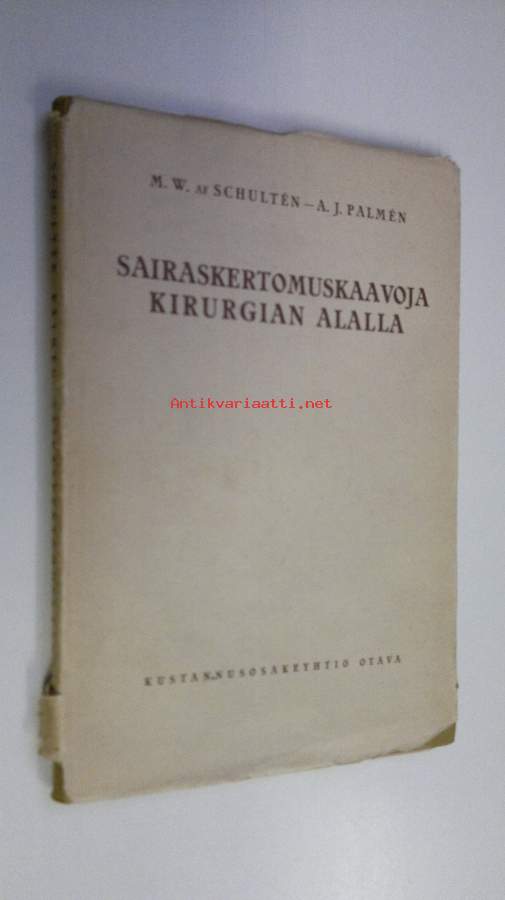 M. W. AF SCHULTÉN — A. J. PALMÉN
SAIRASKERTOMUSKAAVOJA
KIRURGIAN ALALLA
Antikvariaatti.net
KUSTANNUSOSAKEYHTIÖ OTAVA